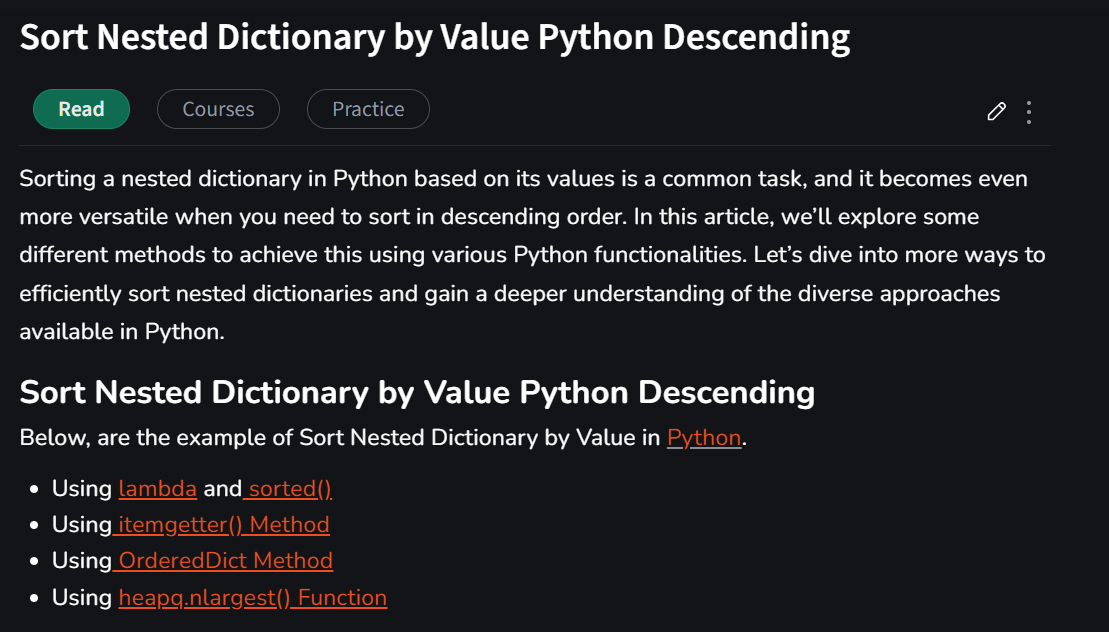 Sort Nested Dictionary by Value Python Descending
Read Courses Practice
Sorting a nested dictionary in Python based on its values is a common task, and it becomes even
more versatile when you need to sort in descending order. In this article, we’ll explore some
different methods to achieve this using various Python functionalities. Let’s dive into more ways to
efficiently sort nested dictionaries and gain a deeper understanding of the diverse approaches
available in Python.
Sort Nested Dictionary by Value Python Descending
Below, are the example of Sort Nested Dictionary by Value in Python.
• Using lambda and sorted()
• Using itemgetter() Method
• Using OrderedDict Method
• Using heapq.nlargest() Function